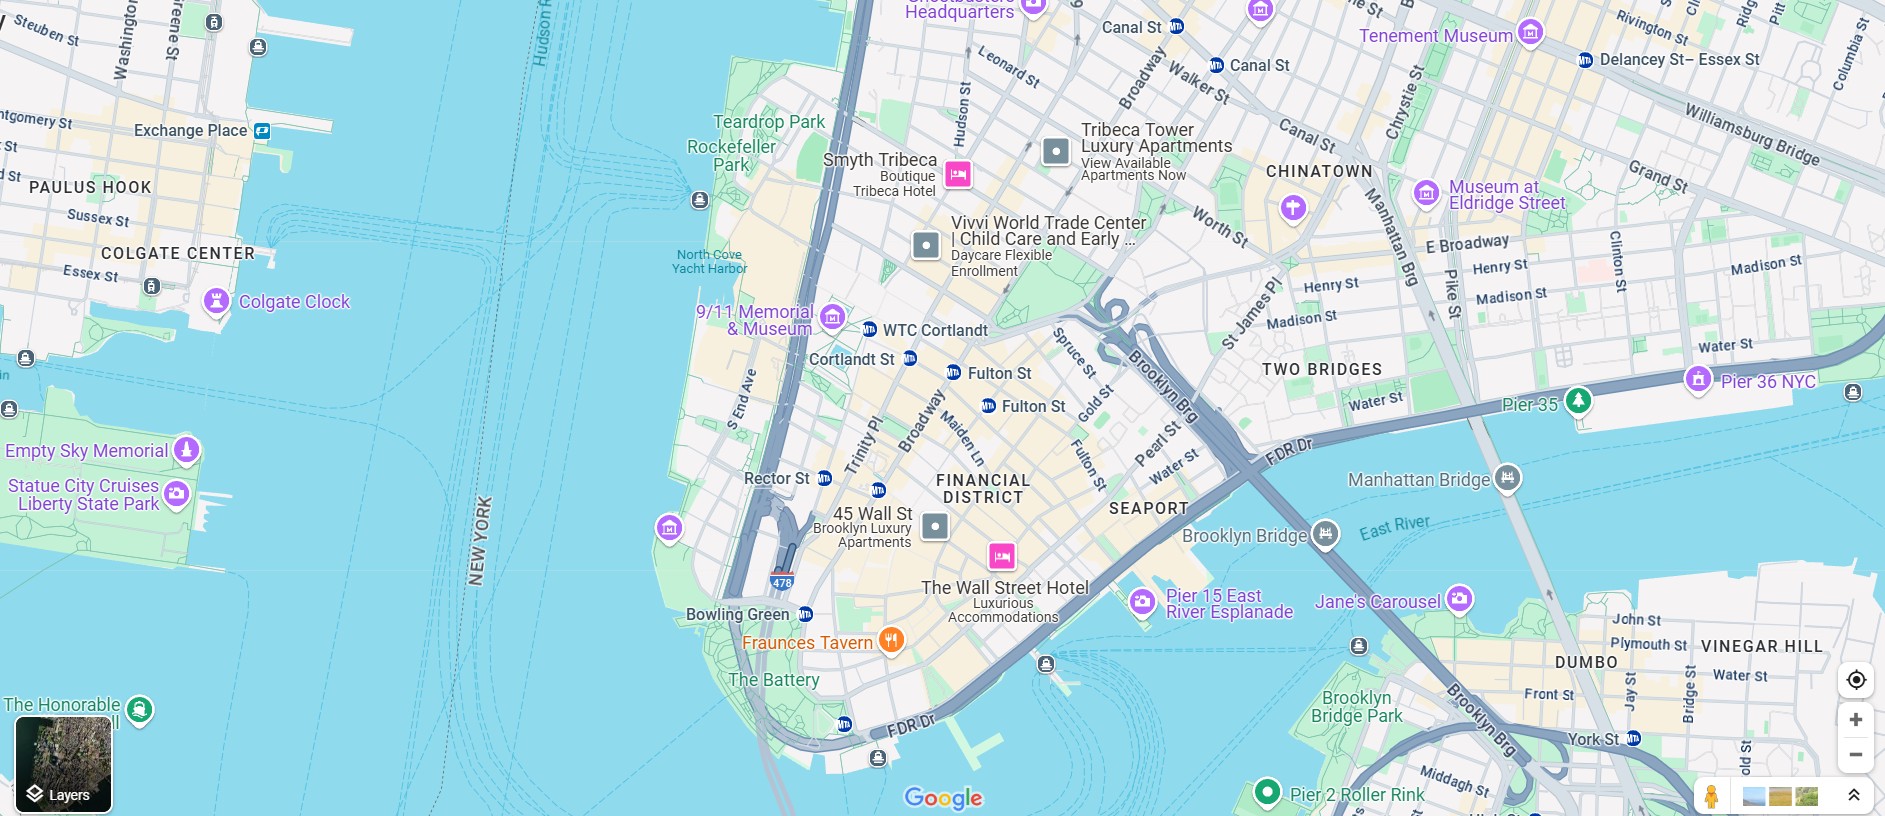 Ghostbusters
Headquarters
Canal St
Canal St
Tenement Museum
Delancey St– Essex St
Rivington St
Columbia St
Pitt
Williamsburg Bridge
Steuben St
Washington
Greene St
Hudson R
Leonard St
Broadway
Walker St
Canal St
Chrystie St
Grand St
Exchange Place
Teardrop Park
Rockefeller
Park
Hudson St
Tribeca Tower
Luxury Apartments
View Available
Apartments Now
Smyth Tribeca
Boutique
Tribeca Hotel
CHINATOWN
Museum at
Eldridge Street
PAULUS HOOK
Sussex St
COLGATE CENTER
Essex St
Colgate Clock
North Cove
Yacht Harbor
Vivvi World Trade Center
| Child Care and Early ...
Daycare Flexible
Enrollment
Worth St
Manhattan Brg
E Broadway
Henry St
Henry St
Madison St
Madison St
Madison St
Clinton St
Pike St
St James Pl
9/11 Memorial
& Museum
WTC Cortlandt
Cortlandt St
Fulton St
Fulton St
Spruce St
Gold St
Brooklyn Brg
TWO BRIDGES
Water St
Water St
Pier 36 NYC
Pier 35
FDR Dr
S End Ave
Trinity Pl
Broadway
Maiden Ln
Fulton St
Pearl St
Water St
Empty Sky Memorial
Statue City Cruises
Liberty State Park
NEW YORK
Rector St
FINANCIAL
DISTRICT
SEAPORT
Manhattan Bridge
Brooklyn Bridge
East River
45 Wall St
Brooklyn Luxury
Apartments
478
The Wall Street Hotel
Luxurious
Accommodations
Bowling Green
Fraunces Tavern
The Battery
FDR Dr
Pier 15 East
River Esplanade
Jane's Carousel
John St
Plymouth St
VINEGAR HILL
DUMBO
Water St
Front St
Jay St
Bridge St
Brooklyn
Bridge Park
Brooklyn Brg
York St
Middagh St
Pier 2 Roller Rink
The Honorable
Layers
Google